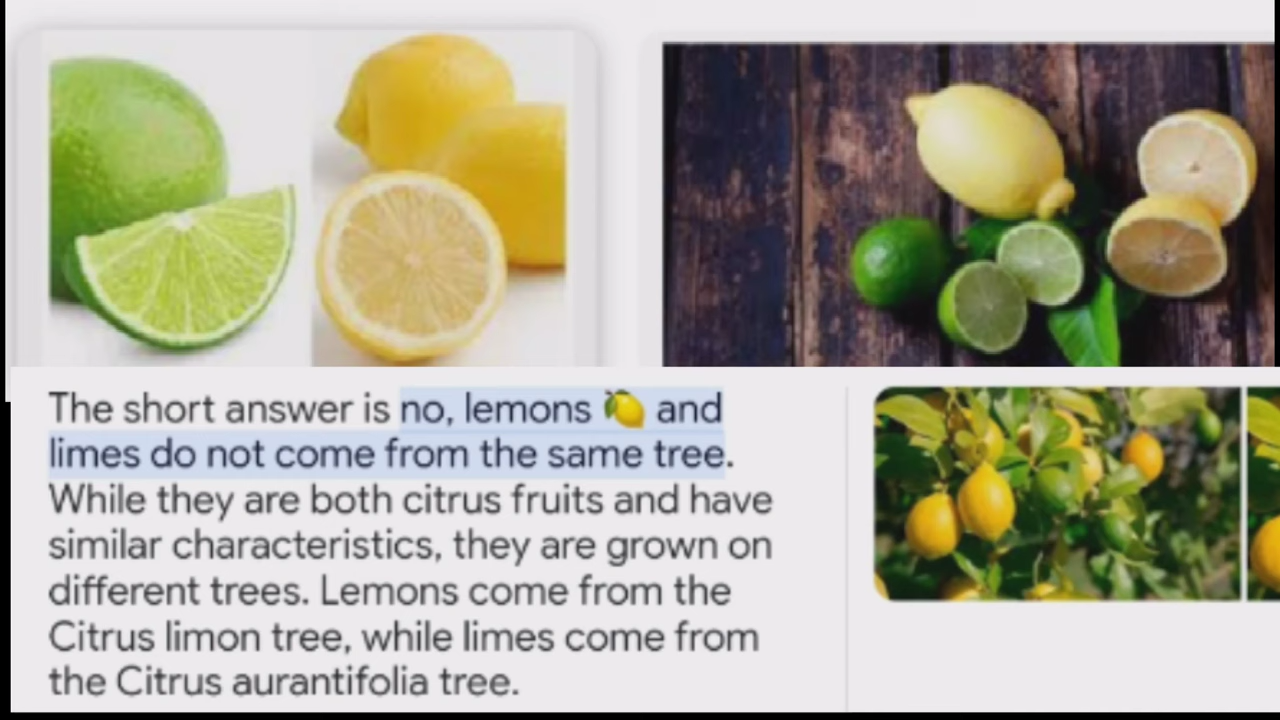 The short answer is no, lemons 🍋 and
limes do not come from the same tree.
While they are both citrus fruits and have
similar characteristics, they are grown on
different trees. Lemons come from the
Citrus limon tree, while limes come from
the Citrus aurantifolia tree.